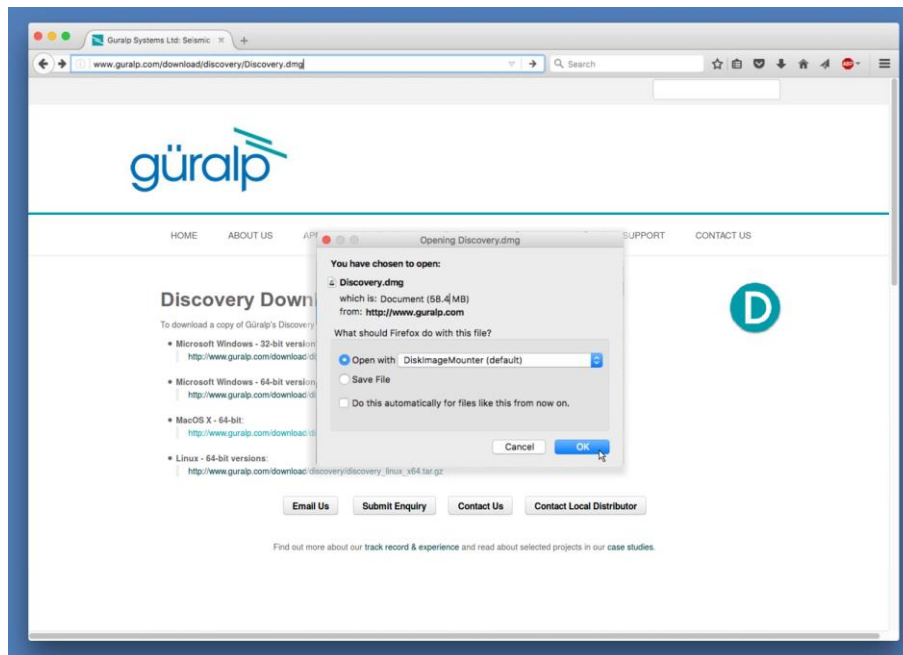 Guralp Systems Ltd: Seismic
www.guralp.com/download/discovery/Discovery.dmg
Search
güralp
HOME ABOUT US SUPPORT CONTACT US
Opening Discovery.dmg
You have chosen to open:
Discovery.dmg
which is: Document (58.4 MB)
from: http://www.guralp.com
What should Firefox do with this file?
Open with DiskImageMounter (default)
Save File
Do this automatically for files like this from now on.
Cancel OK
Discovery
D
To download a copy of Güralp's Discovery
Microsoft Windows - 32-bit version
http://www.guralp.com/download/
Microsoft Windows - 64-bit version
http://www.guralp.com/download/
MacOS X - 64-bit:
http://www.guralp.com/download/
Linux - 64-bit versions:
http://www.guralp.com/download/discovery/discovery_linux_x64.tar.gz
Email Us Submit Enquiry Contact Us Contact Local Distributor
Find out more about our track record & experience and read about selected projects in our case studies.